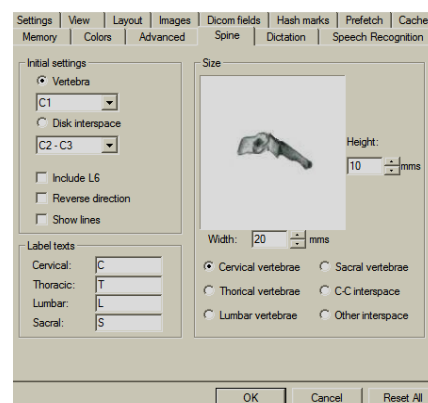 Settings View Layout Images Dicom fields Hash marks Prefetch Cache
Memory Colors Advanced Spine Dictation Speech Recognition
Initial settings
Vertebra
C1
Disk interspace
C2 - C3
Include L6
Reverse direction
Show lines
Label texts
Cervical: C
Thoracic: T
Lumbar: L
Sacral: S
Size
Height:
10 mms
Width: 20 mms
Cervical vertebrae Sacral vertebrae
Thorical vertebrae C-C interspace
Lumbar vertebrae Other interspace
OK Cancel Reset All